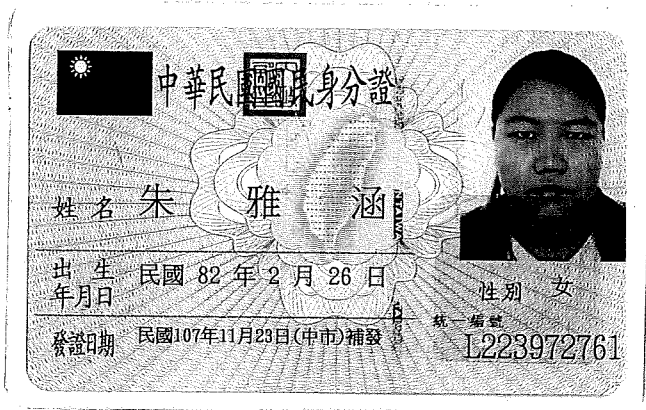 中華民國國民身分證
姓名 朱雅涵
出生年月日 民國 82 年 2 月 26 日
性別 女
發證日期 民國107年11月23日(中市)補發
統一編號
L223972761